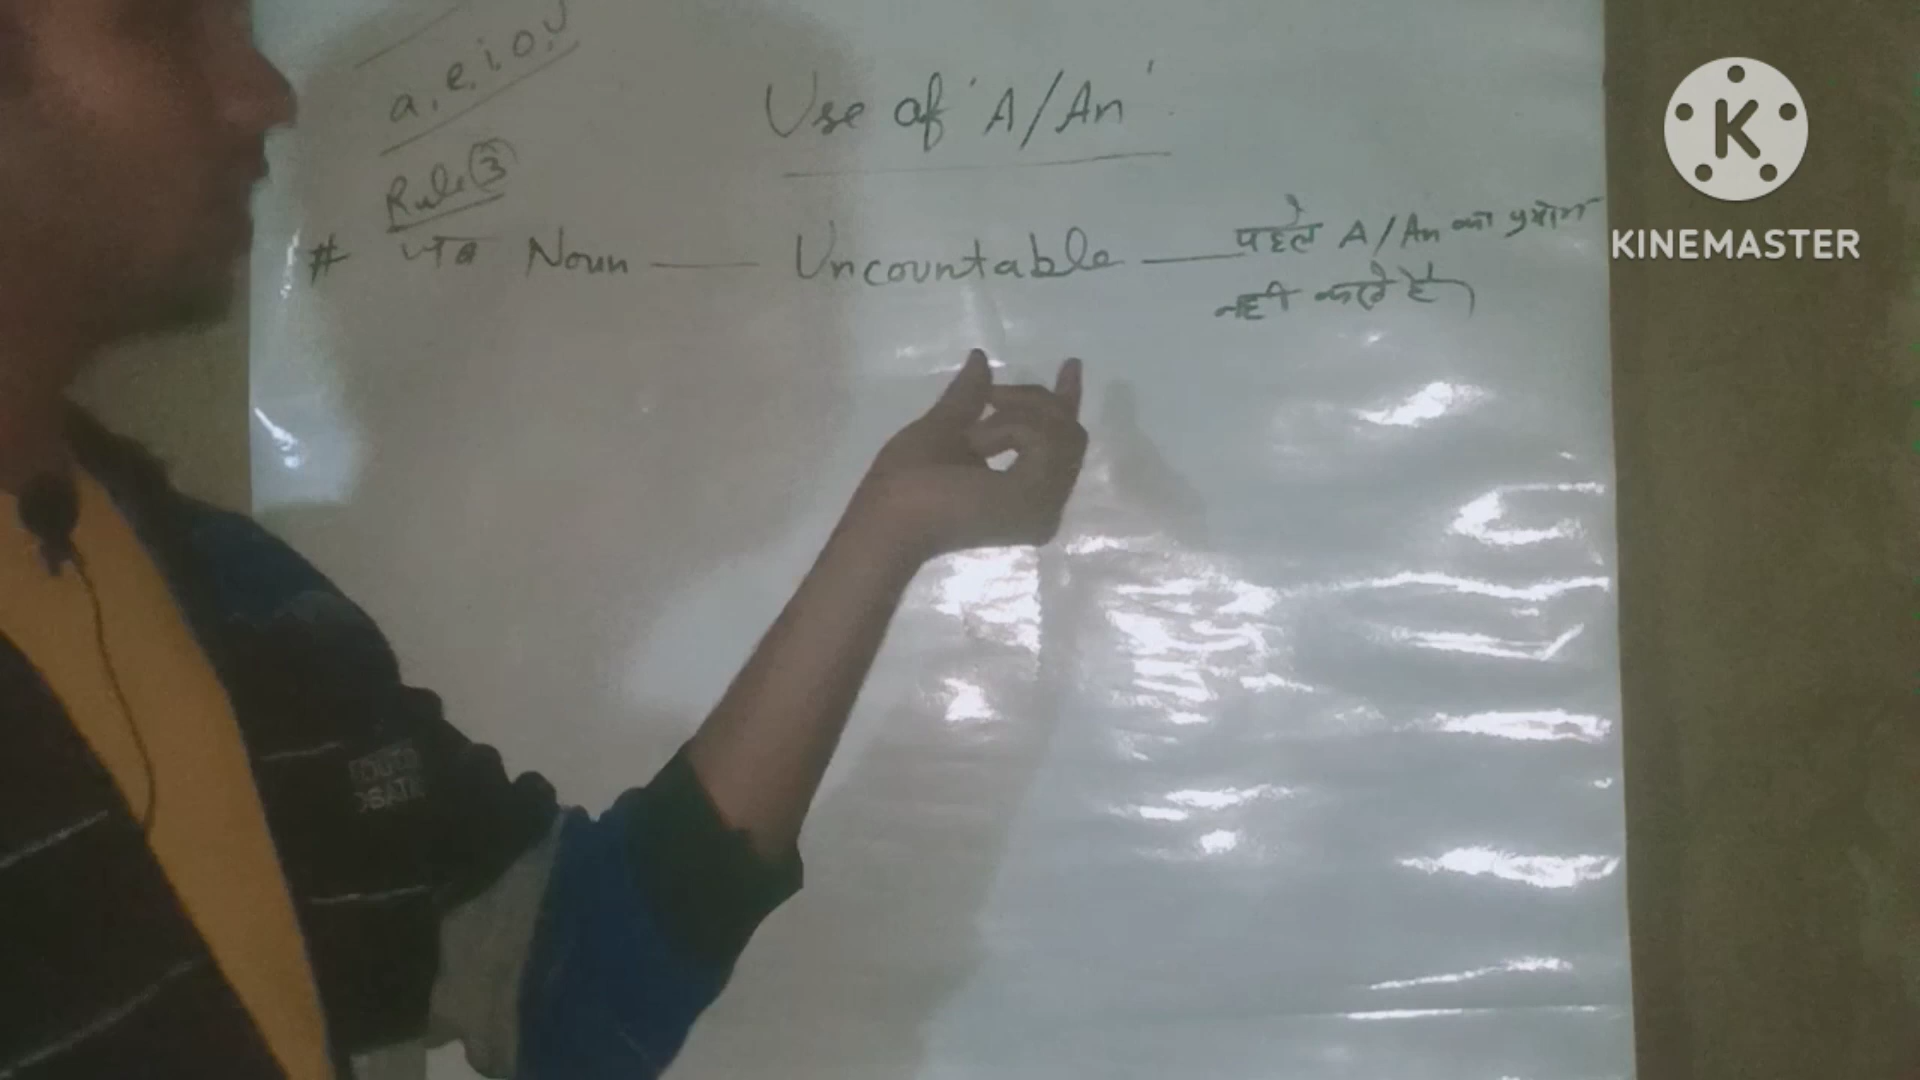 a, e, i, o, u
Use of 'A/An'
Rule ③
# जब Noun — Uncountable — पहले A/An का प्रयोग
नहीं करते हैं।
KINEMASTER